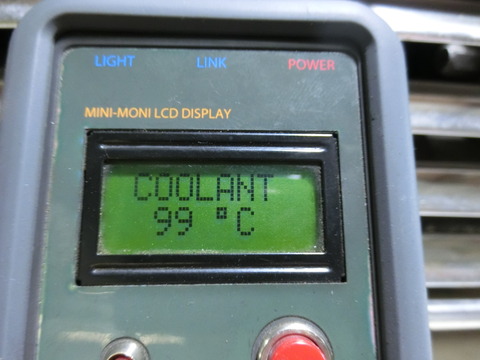 LIGHT LINK POWER
MINI-MONI LCD DISPLAY
COOLANT
99 °C